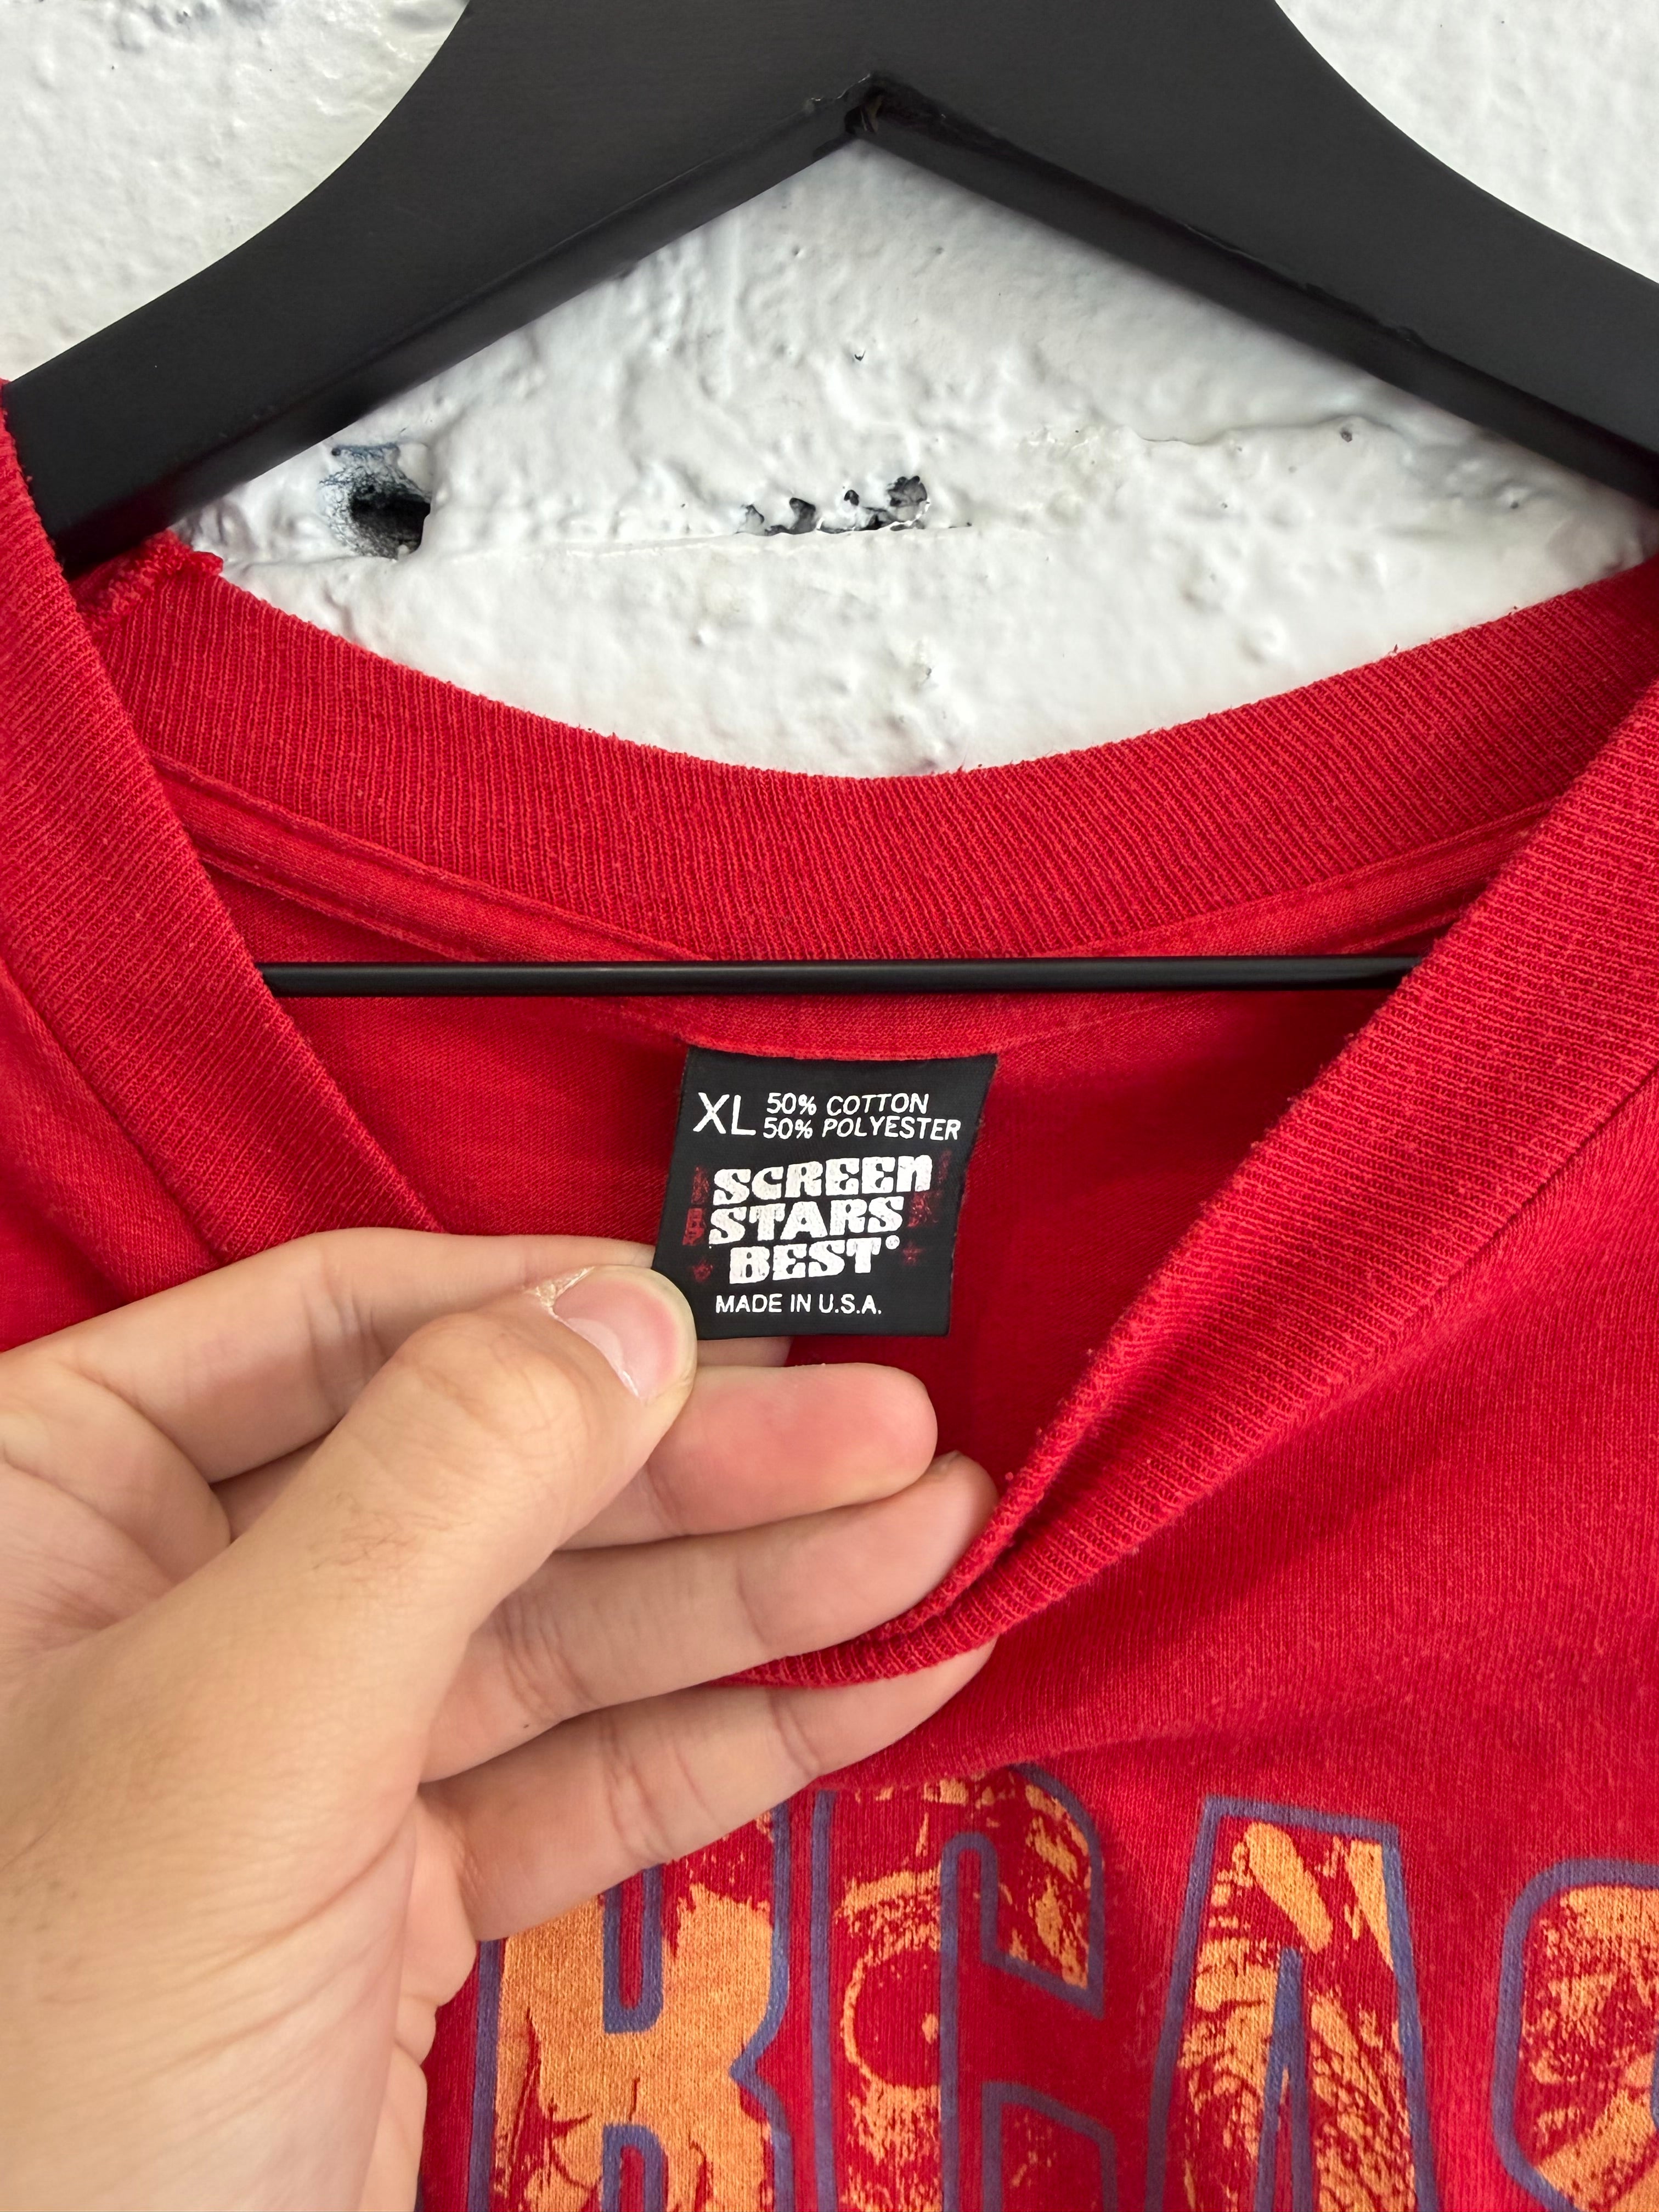 XL 50% COTTON
50% POLYESTER
SCREEN
STARS
BEST®
MADE IN U.S.A.